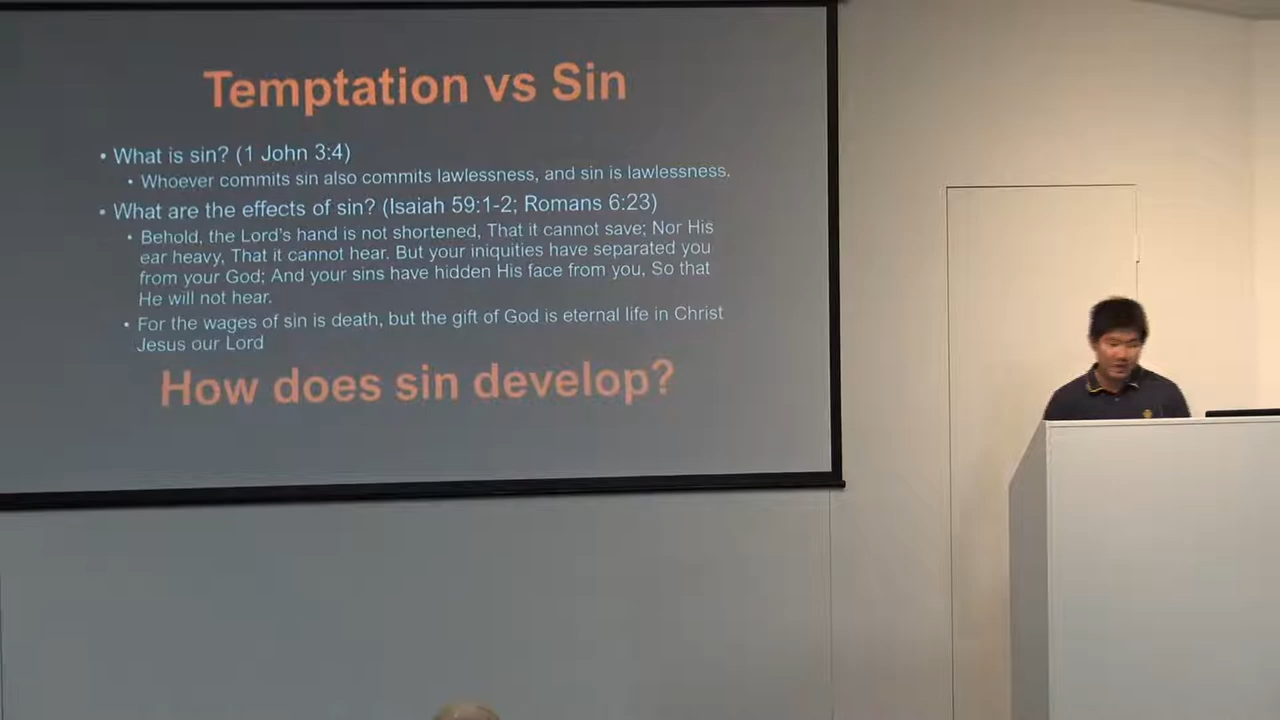 Temptation vs Sin
• What is sin? (1 John 3:4)
• Whoever commits sin also commits lawlessness, and sin is lawlessness.
• What are the effects of sin? (Isaiah 59:1-2; Romans 6:23)
• Behold, the Lord's hand is not shortened, That it cannot save; Nor His
ear heavy, That it cannot hear. But your iniquities have separated you
from your God; And your sins have hidden His face from you, So that
He will not hear.
• For the wages of sin is death, but the gift of God is eternal life in Christ
Jesus our Lord
How does sin develop?